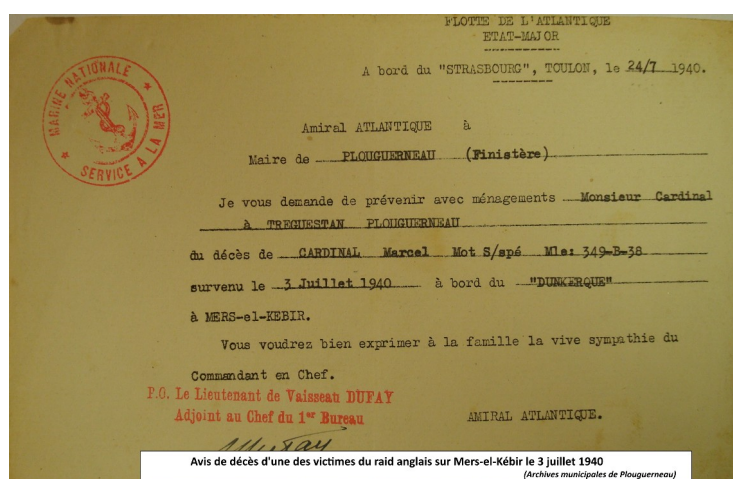 FLOTTE DE L'ATLANTIQUE
ETAT-MAJOR
MARINE NATIONALE
SERVICE A LA MER
A bord du "STRASBOURG", TOULON, le 24/7 1940.
Amiral ATLANTIQUE à
Maire de PLOUGUERNEAU (Finistère)
Je vous demande de prévenir avec ménagements Monsieur Cardinal
à TREGUESTAN PLOUGUERNEAU
du décès de CARDINAL Marcel Mot S/spé Mle: 349-B-38
survenu le 3 Juillet 1940 à bord du "DUNKERQUE"
à MERS-el-KEBIR.
Vous voudrez bien exprimer à la famille la vive sympathie du
Commandant en Chef.
P.O. Le Lieutenant de Vaisseau DUFAY
Adjoint au Chef du 1er Bureau
AMIRAL ATLANTIQUE.
Avis de décès d'une des victimes du raid anglais sur Mers-el-Kébir le 3 juillet 1940
(Archives municipales de Plouguerneau)